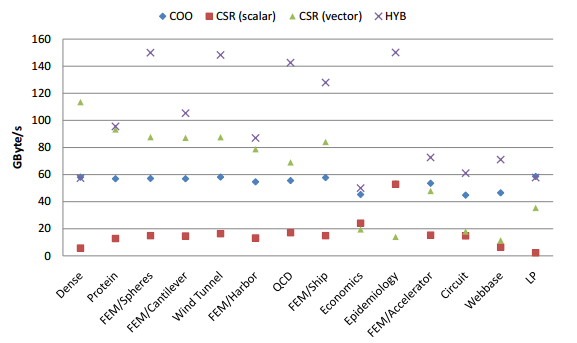 COO CSR (scalar) CSR (vector) HYB
160
140
120
100
80
60
40
20
0
GByte/s
Dense
Protein
FEM/Spheres
FEM/Cantilever
Wind Tunnel
FEM/Harbor
QCD
FEM/Ship
Economics
Epidemiology
FEM/Accelerator
Circuit
Webbase
LP